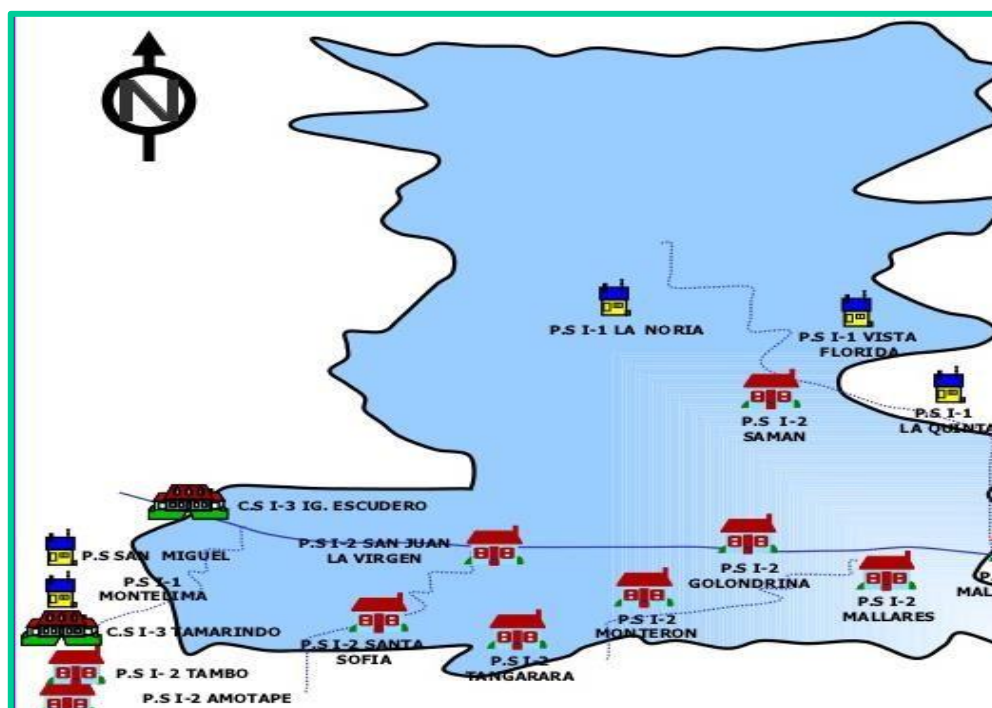 N
P.S I-1 LA NORIA
P.S I-1 VISTA
FLORIDA
P.S I-2
SAMAN
P.S I-1
LA QUINTA
C.S I-3 IG. ESCUDERO
P.S I-2 SAN JUAN
LA VIRGEN
P.S SAN MIGUEL
P.S I-1
MONTELIMA
C.S I-3 TAMARINDO
P.S I- 2 TAMBO
P.S I-2 AMOTAPE
P.S I-2 SANTA
SOFIA
P.S I-2
TANGARARA
P.S I-2
MONTERON
P.S I-2
GOLONDRINA
P.S I-2
MALLARES